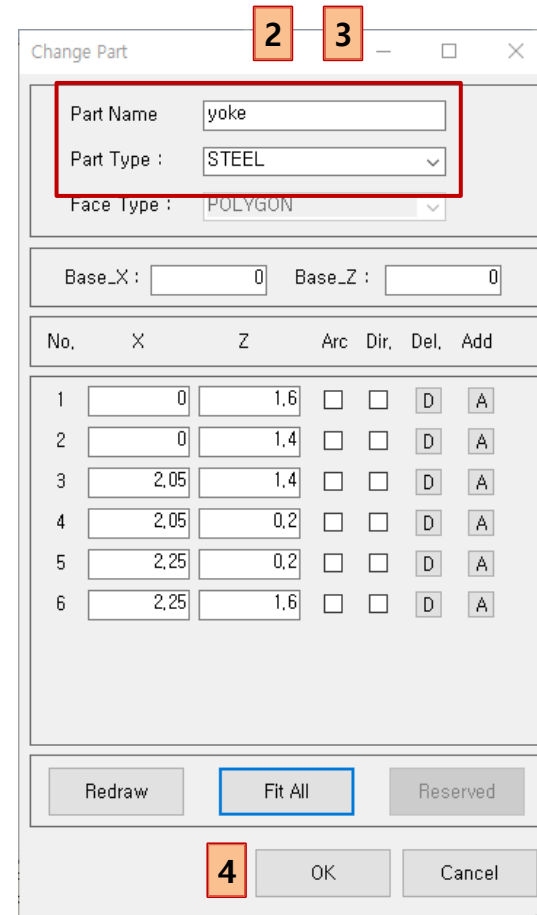 2 3
Change Part
Part Name yoke
Part Type : STEEL
Face Type : POLYGON
Base_X : 0 Base_Z : 0
No, X Z Arc Dir, Del, Add
1 0 1,6 D A
2 0 1,4 D A
3 2,05 1,4 D A
4 2,05 0,2 D A
5 2,25 0,2 D A
6 2,25 1,6 D A
Redraw Fit All Reserved
4 OK Cancel